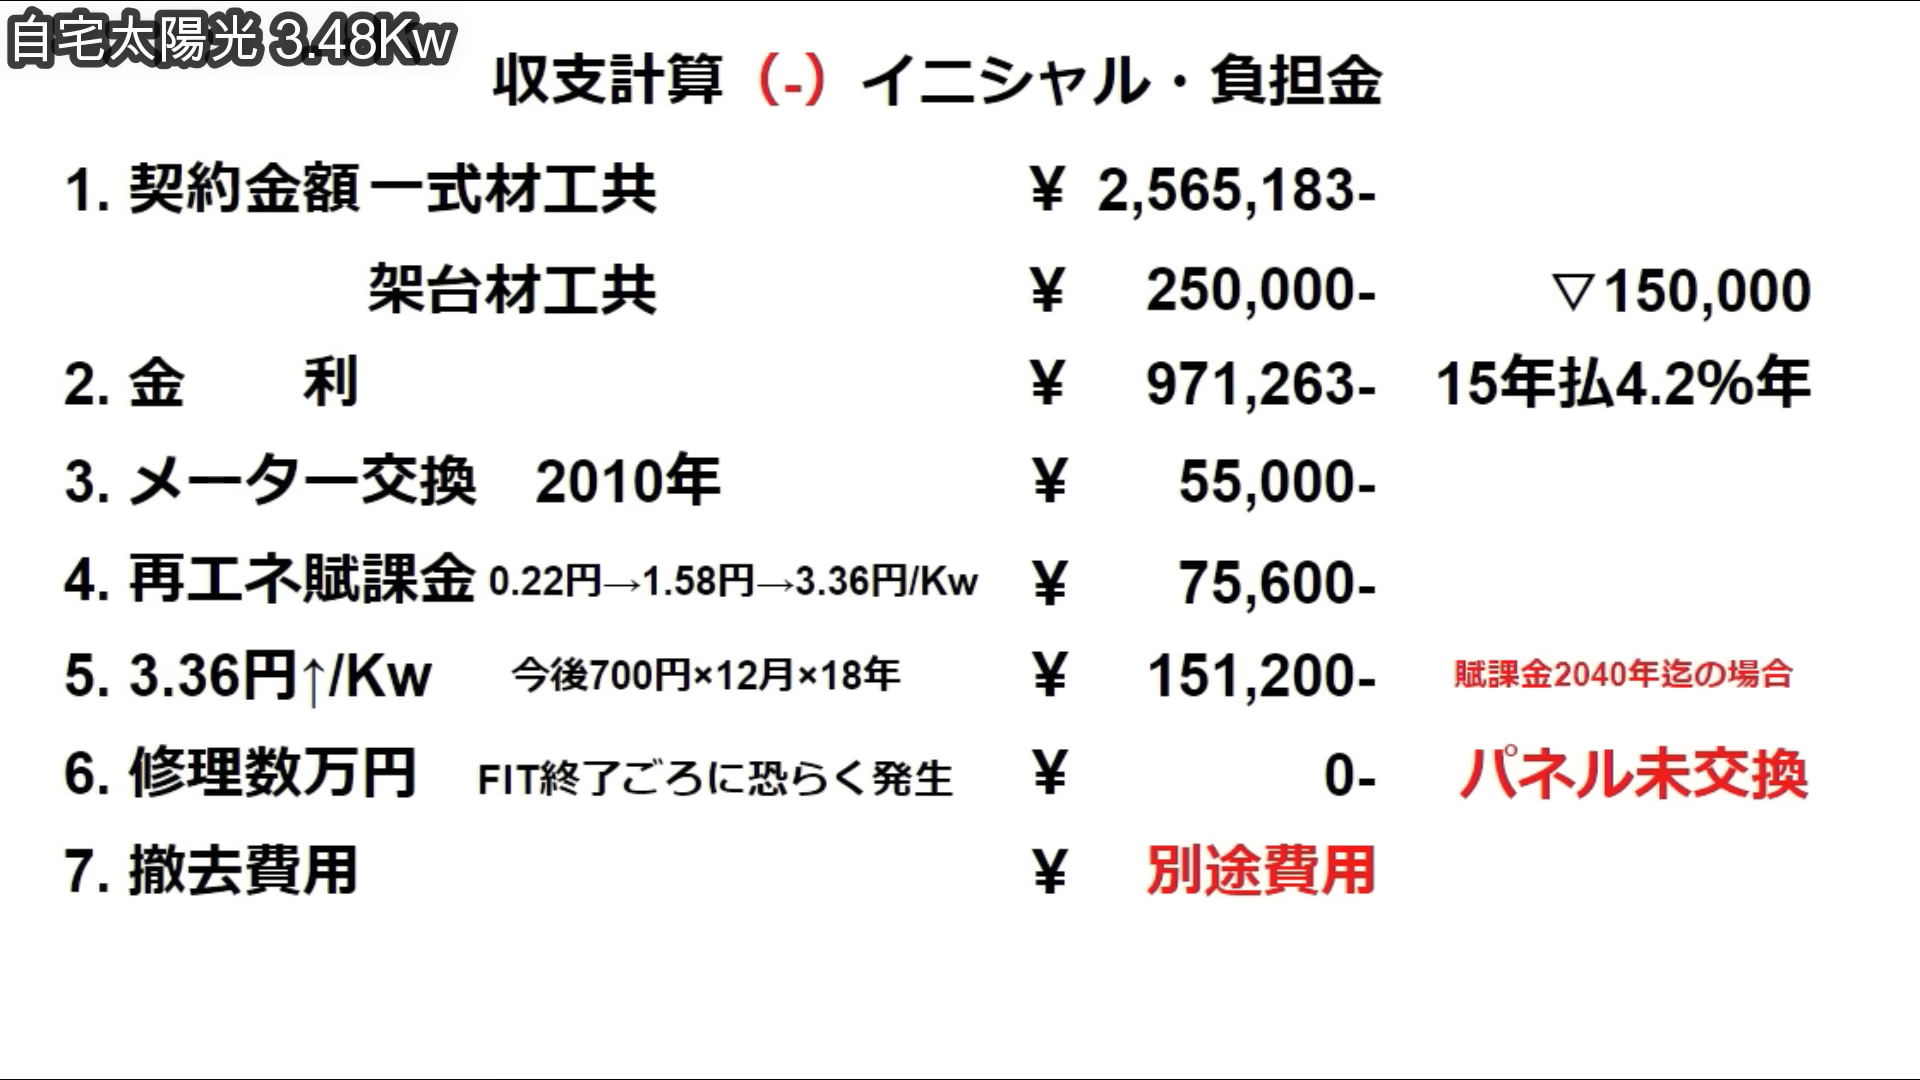 自宅太陽光 3.48Kw
収支計算（-）イニシャル・負担金
1. 契約金額 一式材工共 ¥ 2,565,183-
架台材工共 ¥ 250,000- ▽150,000
2. 金　　利 ¥ 971,263- 15年払4.2%年
3. メーター交換　2010年 ¥ 55,000-
4. 再エネ賦課金 0.22円→1.58円→3.36円/Kw ¥ 75,600-
5. 3.36円↑/Kw 今後700円×12月×18年 ¥ 151,200- 賦課金2040年迄の場合
6. 修理数万円 FIT終了ごろに恐らく発生 ¥ 0- パネル未交換
7. 撤去費用 ¥ 別途費用